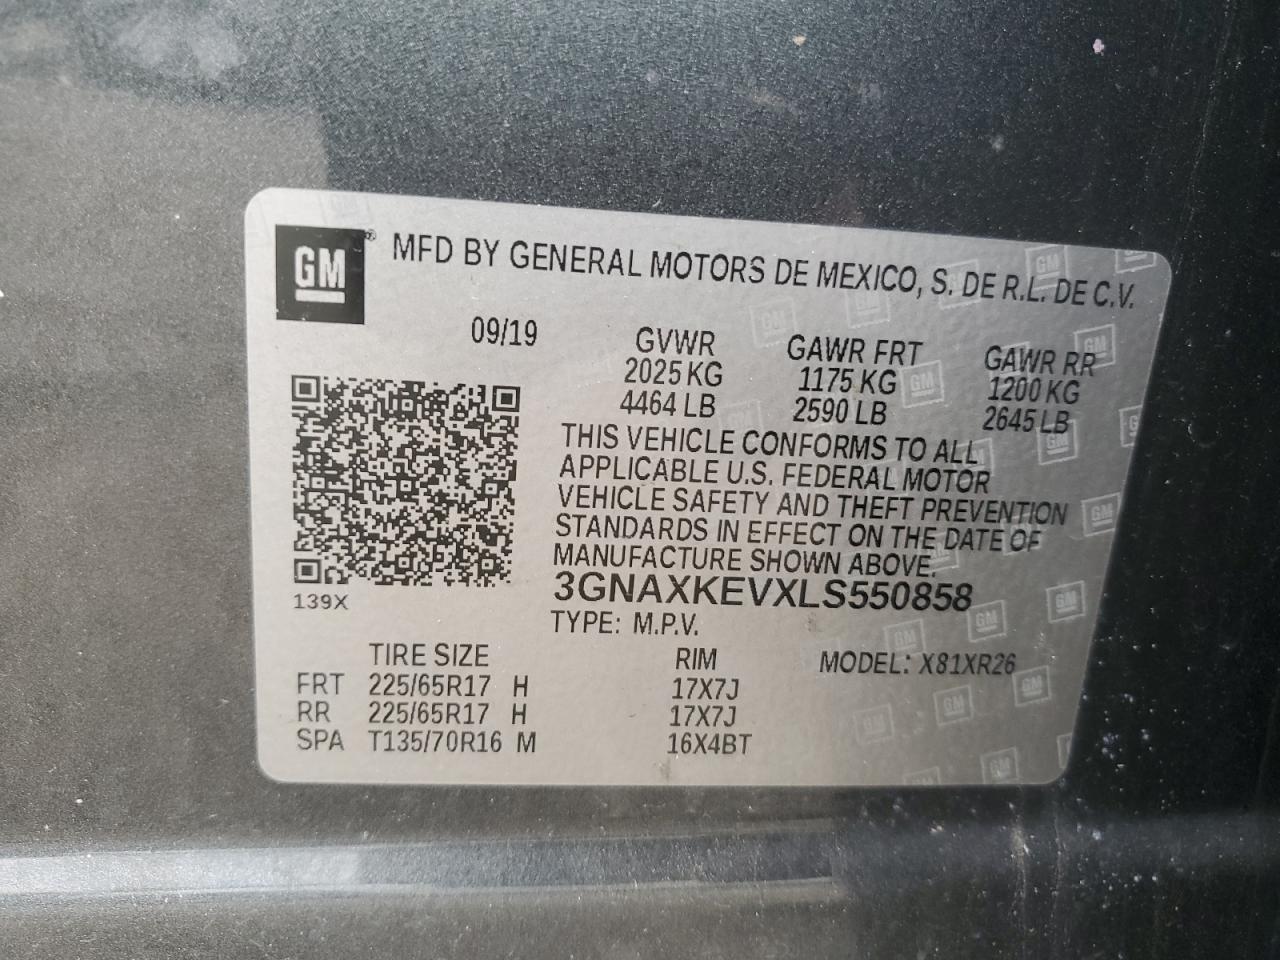 GM ® MFD BY GENERAL MOTORS DE MEXICO, S. DE R.L. DE C.V.
09/19 GVWR GAWR FRT GAWR RR
2025 KG 1175 KG 1200 KG
4464 LB 2590 LB 2645 LB
THIS VEHICLE CONFORMS TO ALL
APPLICABLE U.S. FEDERAL MOTOR
VEHICLE SAFETY AND THEFT PREVENTION
STANDARDS IN EFFECT ON THE DATE OF
MANUFACTURE SHOWN ABOVE.
3GNAXKEVXLS550858
139X
TYPE: M.P.V.
TIRE SIZE RIM MODEL: X81XR26
FRT 225/65R17 H 17X7J
RR 225/65R17 H 17X7J
SPA T135/70R16 M 16X4BT